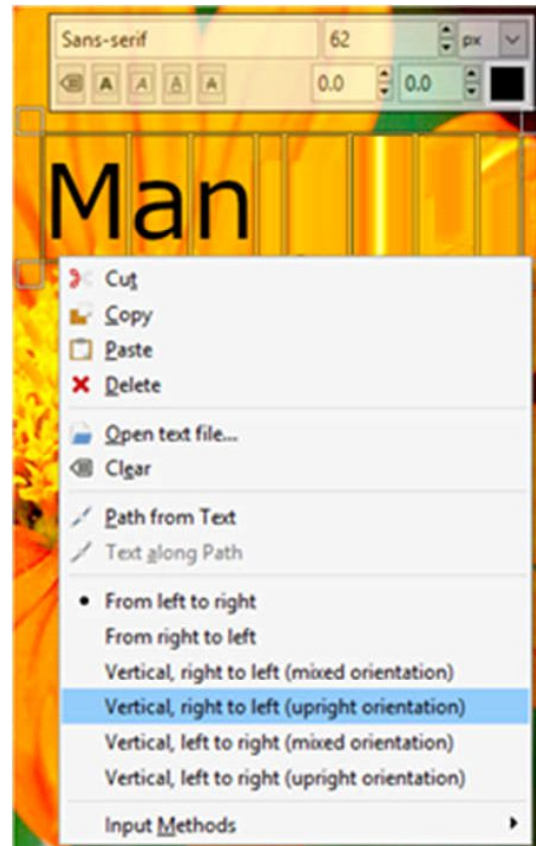 Sans-serif 62 px
A A A A 0.0 0.0
Man
Cut
Copy
Paste
Delete
Open text file...
Clear
Path from Text
Text along Path
From left to right
From right to left
Vertical, right to left (mixed orientation)
Vertical, right to left (upright orientation)
Vertical, left to right (mixed orientation)
Vertical, left to right (upright orientation)
Input Methods